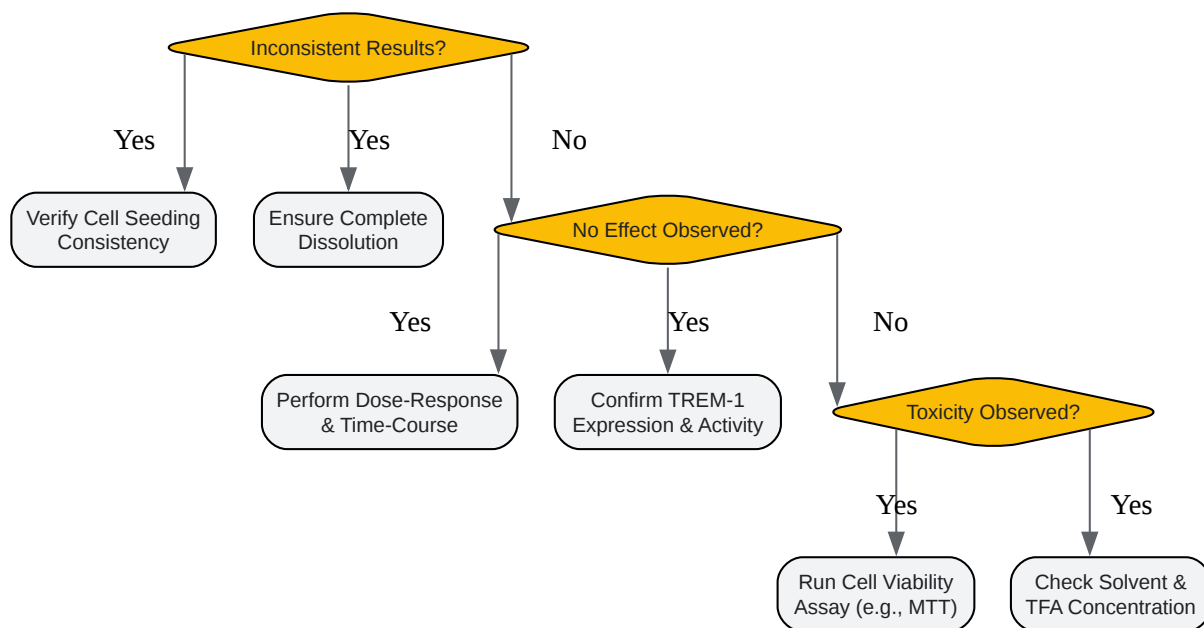 Inconsistent Results?
Yes
Yes
No
Verify Cell Seeding
Consistency
Ensure Complete
Dissolution
No Effect Observed?
Yes
Yes
No
Perform Dose-Response
& Time-Course
Confirm TREM-1
Expression & Activity
Toxicity Observed?
Yes
Yes
Run Cell Viability
Assay (e.g., MTT)
Check Solvent &
TFA Concentration